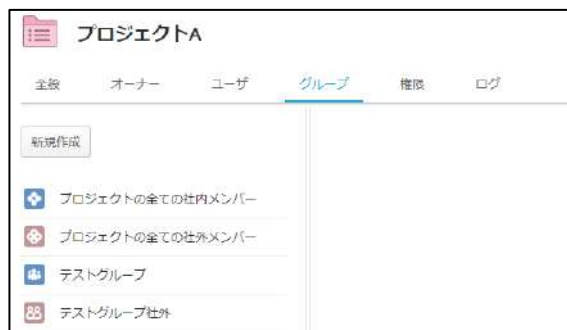 プロジェクトA
全般 オーナー ユーザ グループ 権限 ログ
新規作成
プロジェクトの全ての社内メンバー
プロジェクトの全ての社外メンバー
テストグループ
テストグループ社外